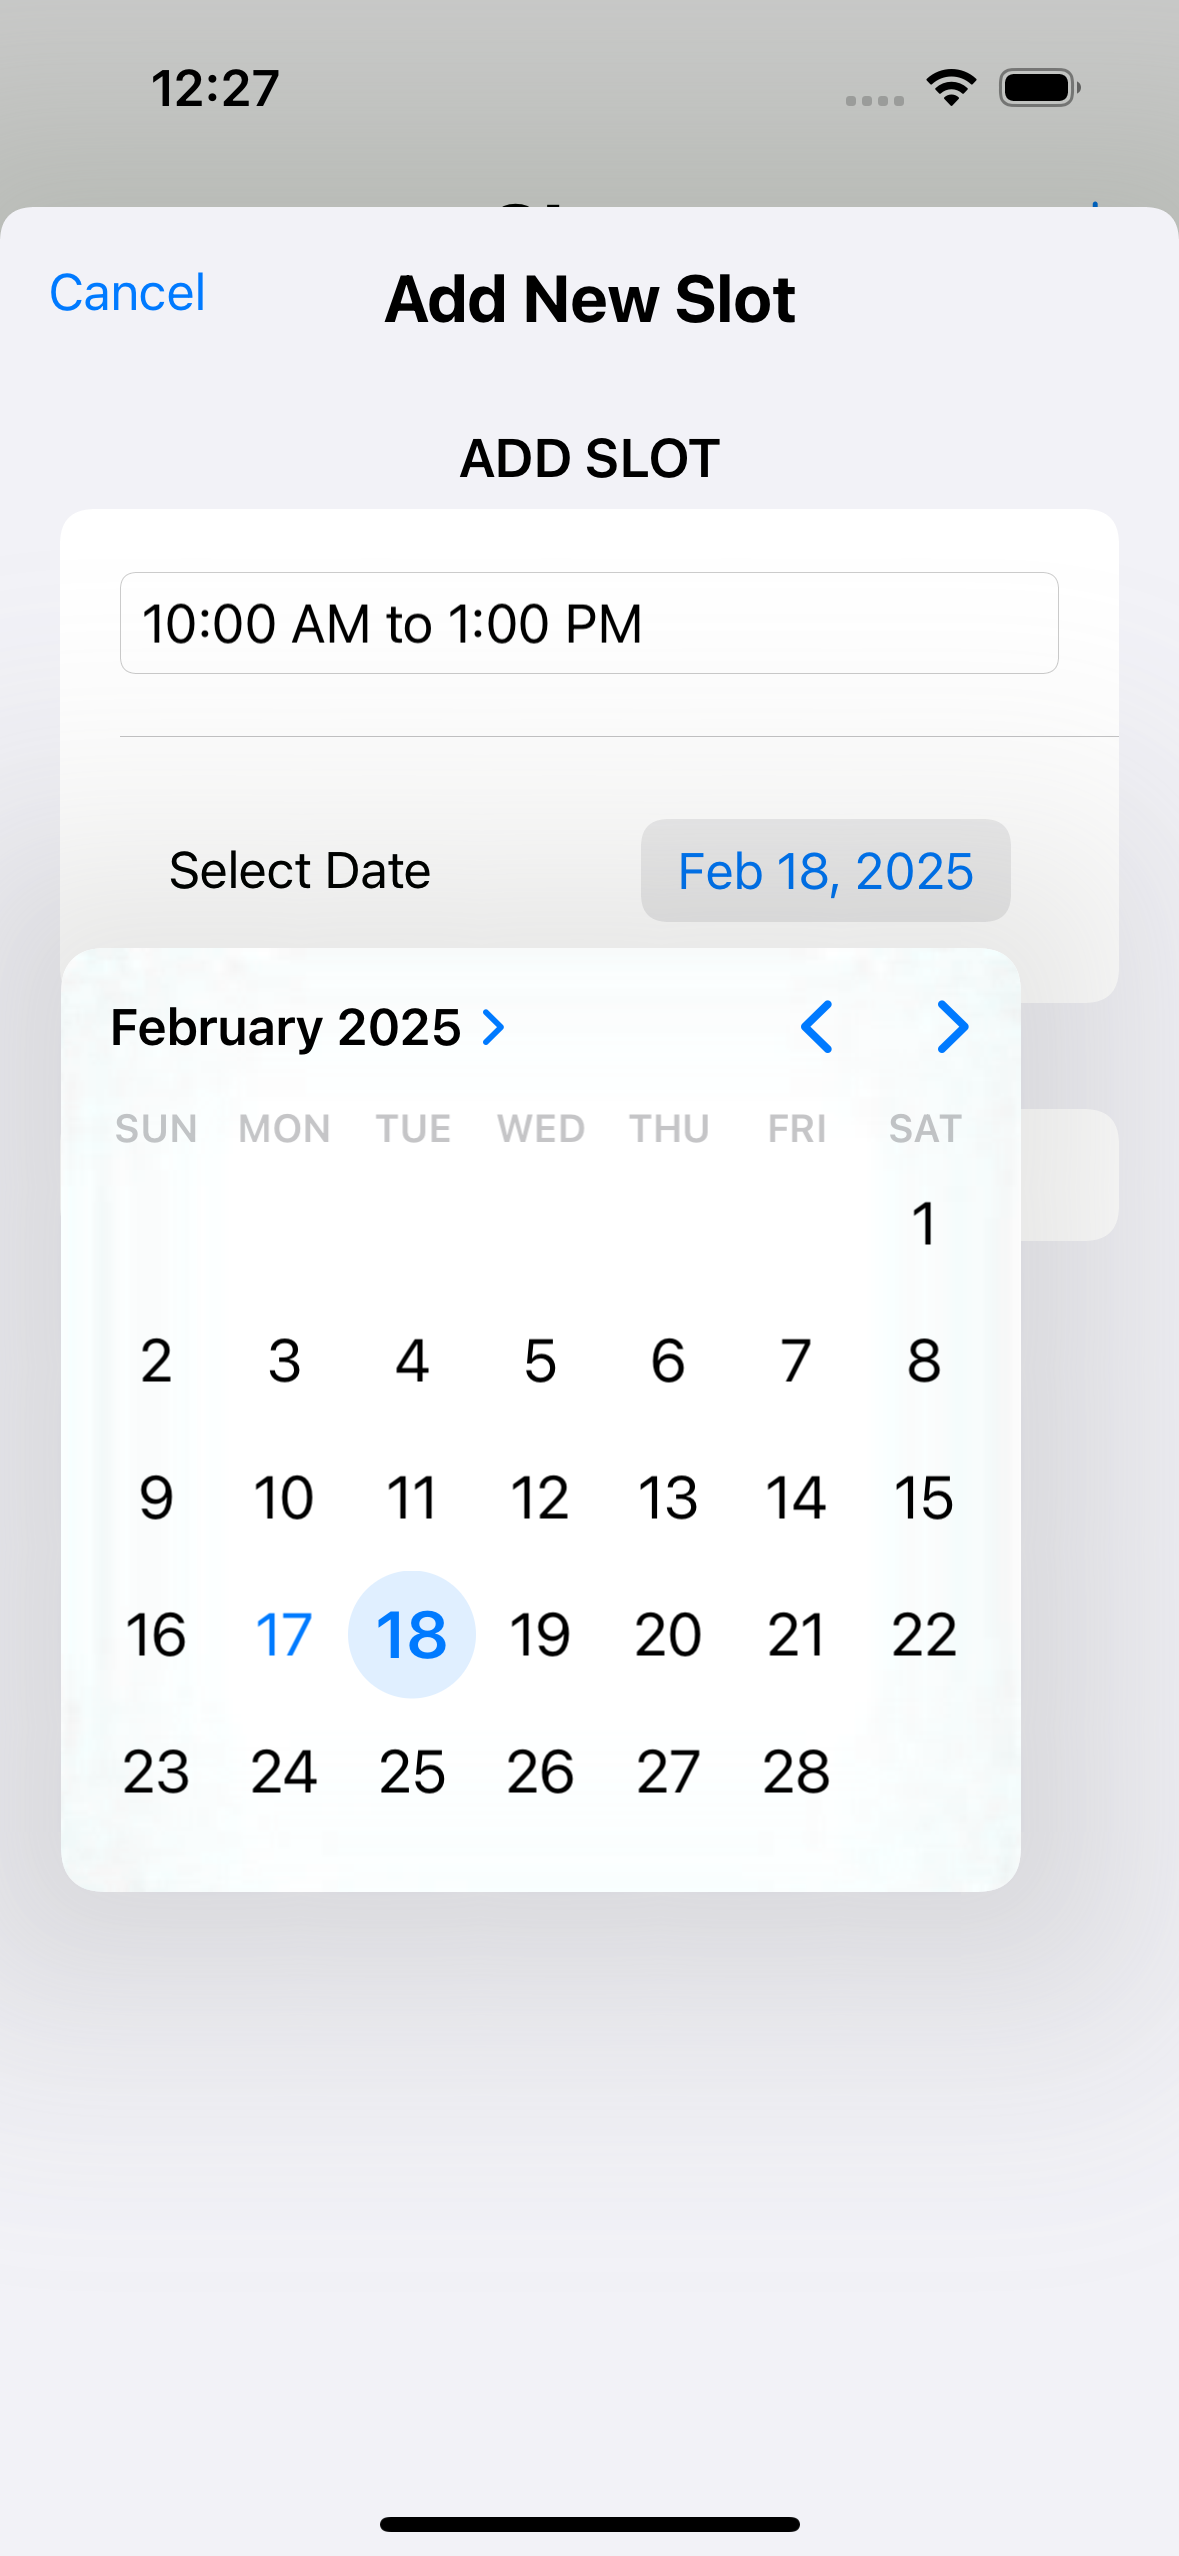 12:27
Cancel
Add New Slot
ADD SLOT
10:00 AM to 1:00 PM
Select Date
Feb 18, 2025
February 2025
SUN MON TUE WED THU FRI SAT
1
2 3 4 5 6 7 8
9 10 11 12 13 14 15
16 17 18 19 20 21 22
23 24 25 26 27 28